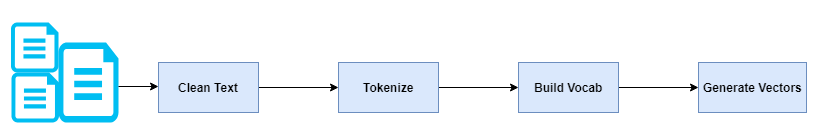 Clean Text
Tokenize
Build Vocab
Generate Vectors